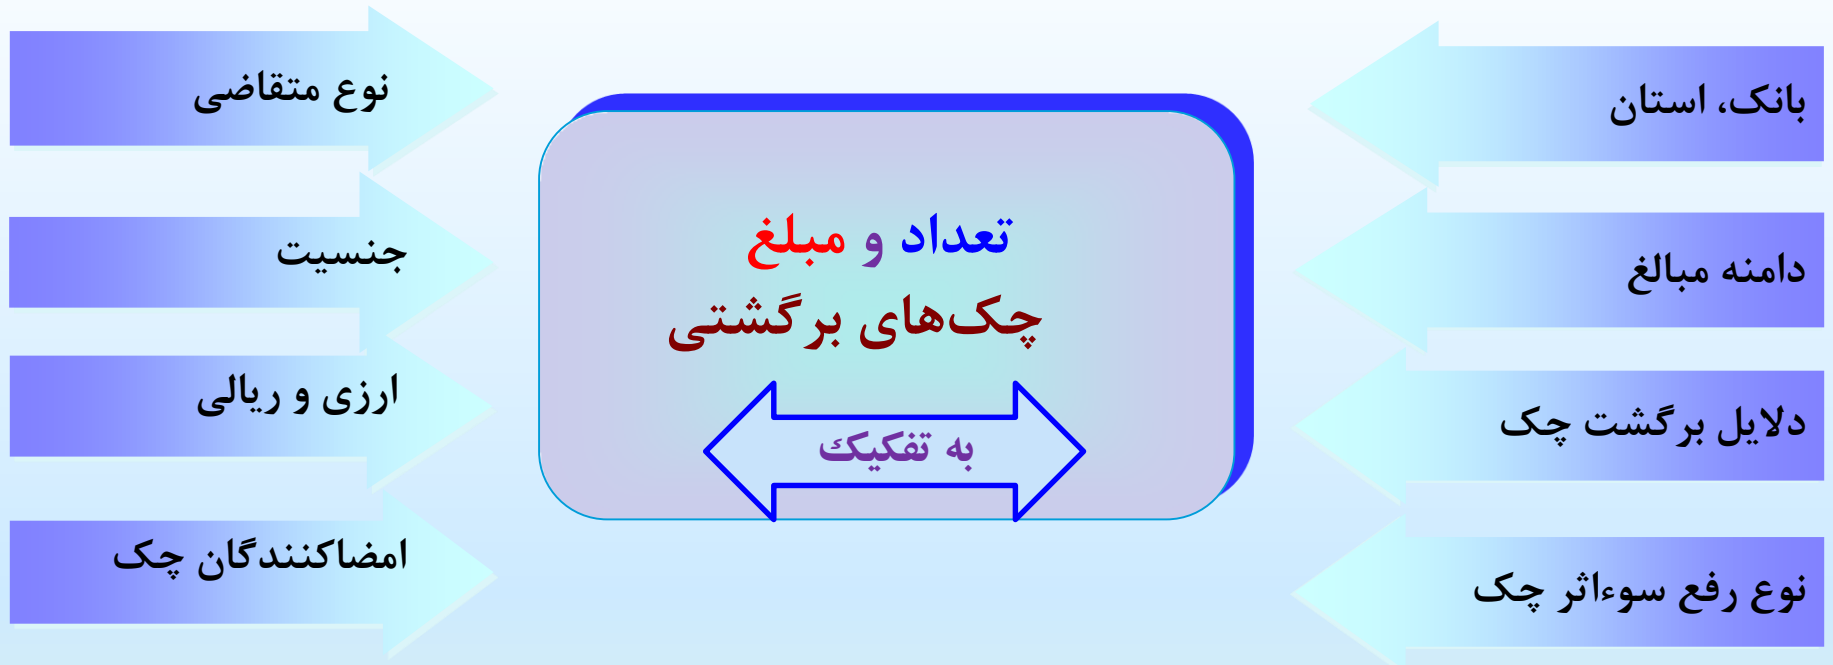 بانک، استان
دامنه مبالغ
دلایل برگشت چک
نوع رفع سوءاثر چک
تعداد و مبلغ
چک‌های برگشتی
به تفکیك
نوع متقاضی
جنسیت
ارزی و ریالی
امضاکنندگان چک